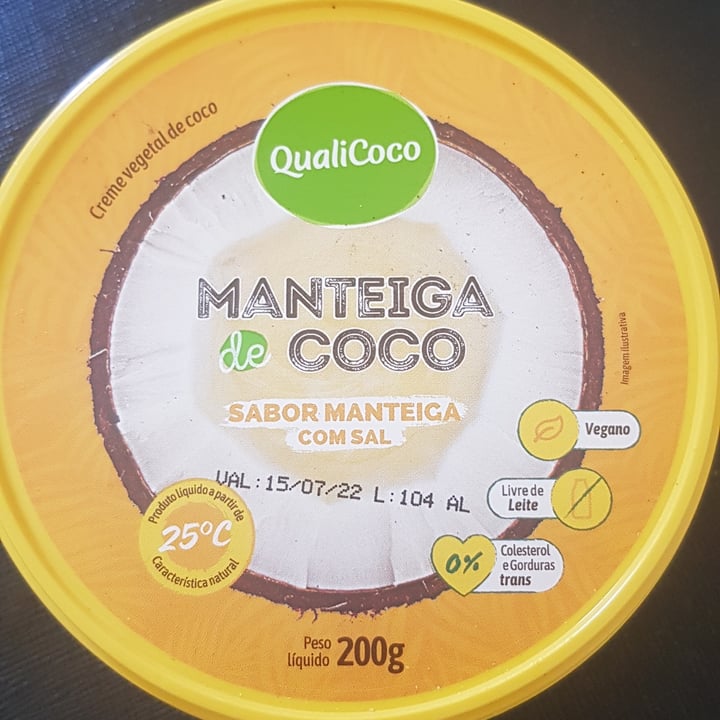 Creme vegetal de coco
QualiCoco
MANTEIGA
de COCO
SABOR MANTEIGA
COM SAL
VAL:15/07/22 L:104 AL
Imagem ilustrativa
Vegano
Livre de
Leite
0%
Colesterol
e Gorduras
trans
Produto líquido a partir de
25°C
Característica natural
Peso
líquido 200g